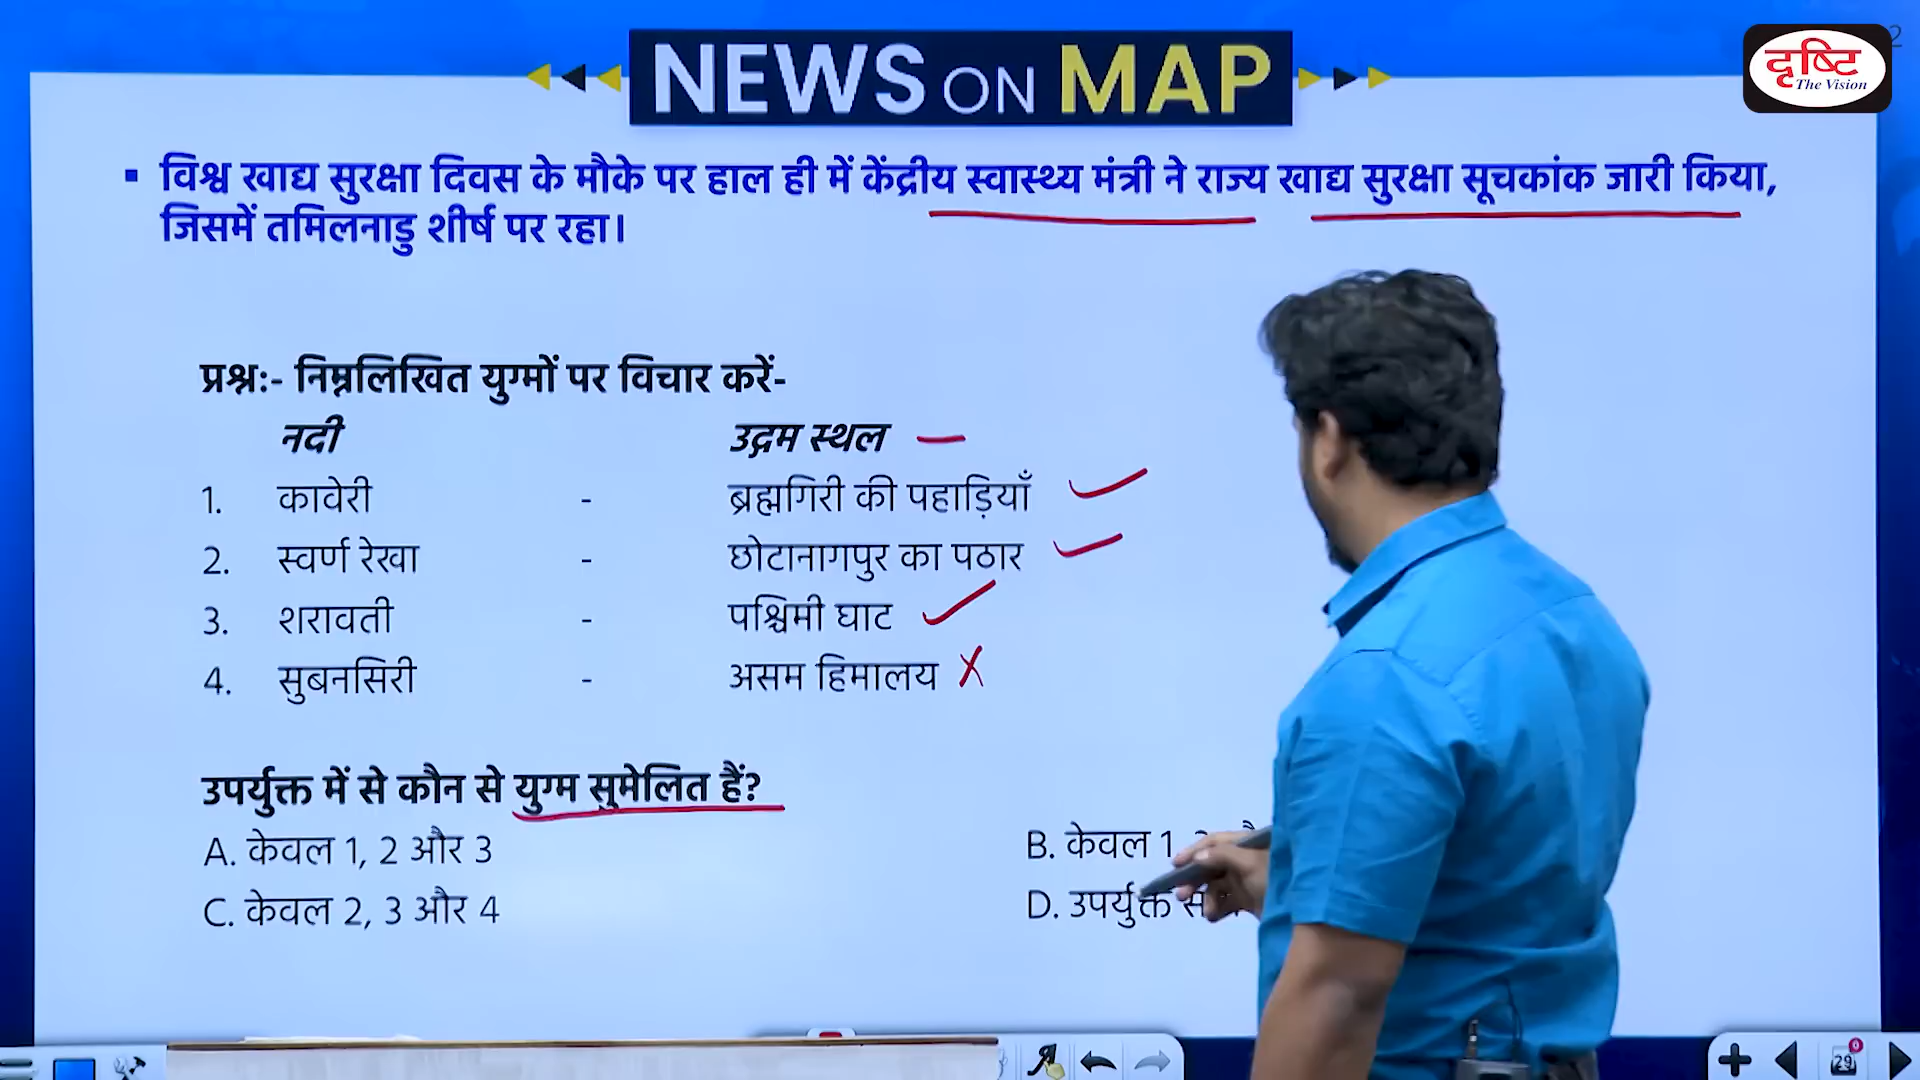 NEWS ON MAP
दृष्टि
The Vision
2
▪ विश्व खाद्य सुरक्षा दिवस के मौके पर हाल ही में केंद्रीय स्वास्थ्य मंत्री ने राज्य खाद्य सुरक्षा सूचकांक जारी किया,
जिसमें तमिलनाडु शीर्ष पर रहा।
प्रश्न:- निम्नलिखित युग्मों पर विचार करें-
नदी उद्गम स्थल
1. कावेरी - ब्रह्मगिरी की पहाड़ियाँ
2. स्वर्ण रेखा - छोटानागपुर का पठार
3. शरावती - पश्चिमी घाट
4. सुबनसिरी - असम हिमालय
उपर्युक्त में से कौन से युग्म सुमेलित हैं?
A. केवल 1, 2 और 3 B. केवल 1,
C. केवल 2, 3 और 4 D. उपर्युक्त
29